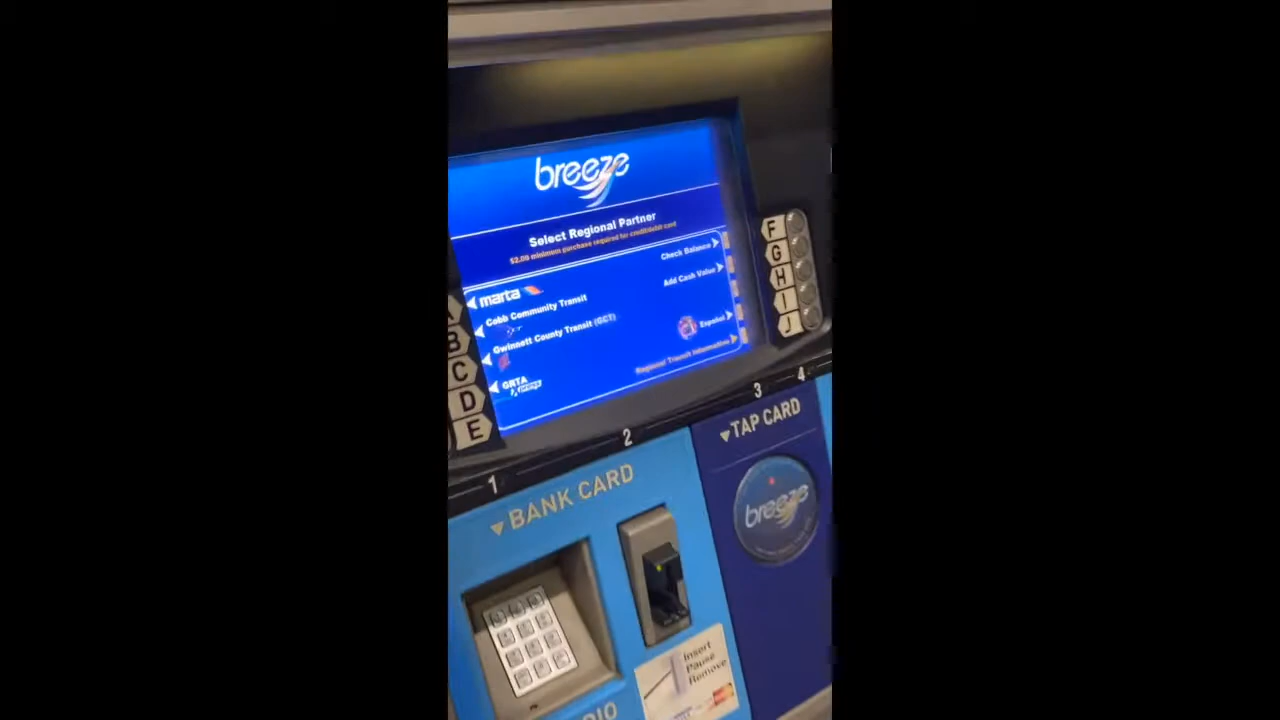 breeze
Select Regional Partner
$2.00 minimum purchase required for credit/debit card
Check Balance
marta
Add Cash Value
Cobb Community Transit
Gwinnett County Transit (GCT)
Español
GRTA
Xpress
Regional Transit Information
A
B
C
D
E
F
G
H
I
J
1
2
3
4
BANK CARD
TAP CARD
breeze
Insert
Pause
Remove